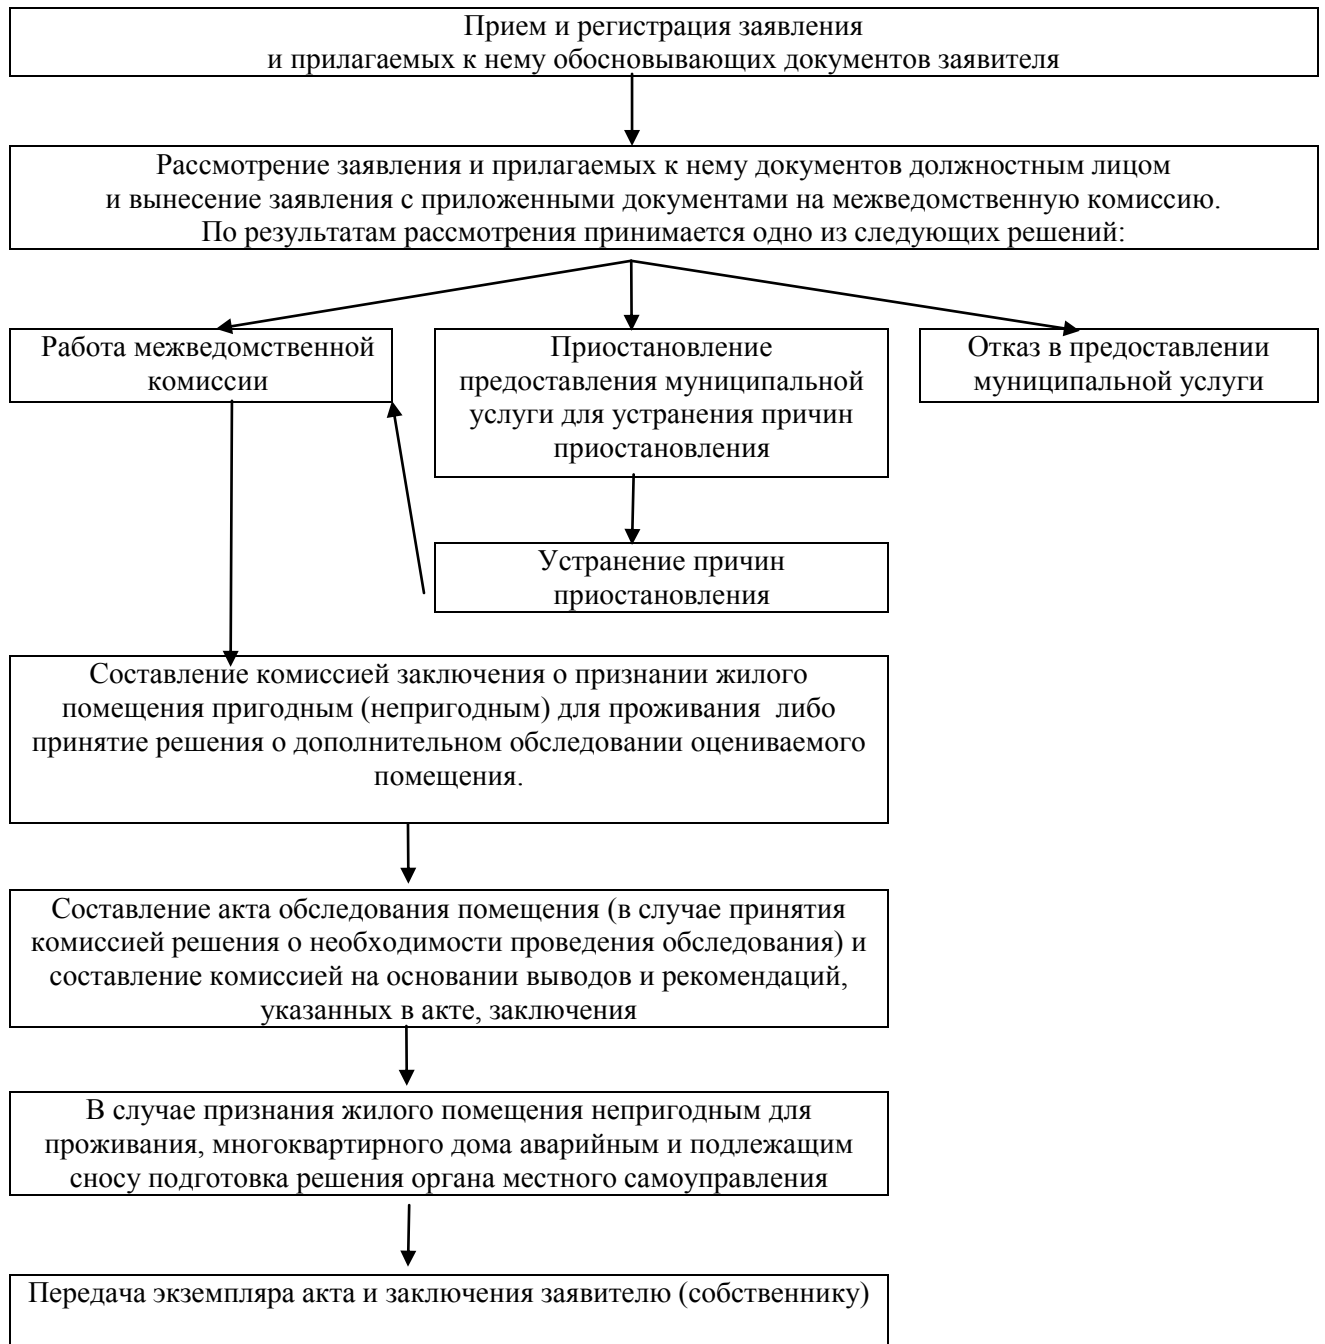 Прием и регистрация заявления
и прилагаемых к нему обосновывающих документов заявителя
Рассмотрение заявления и прилагаемых к нему документов должностным лицом
и вынесение заявления с приложенными документами на межведомственную комиссию.
По результатам рассмотрения принимается одно из следующих решений:
Работа межведомственной
комиссии
Приостановление
предоставления муниципальной
услуги для устранения причин
приостановления
Отказ в предоставлении
муниципальной услуги
Устранение причин
приостановления
Составление комиссией заключения о признании жилого
помещения пригодным (непригодным) для проживания либо
принятие решения о дополнительном обследовании оцениваемого
помещения.
Составление акта обследования помещения (в случае принятия
комиссией решения о необходимости проведения обследования) и
составление комиссией на основании выводов и рекомендаций,
указанных в акте, заключения
В случае признания жилого помещения непригодным для
проживания, многоквартирного дома аварийным и подлежащим
сносу подготовка решения органа местного самоуправления
Передача экземпляра акта и заключения заявителю (собственнику)